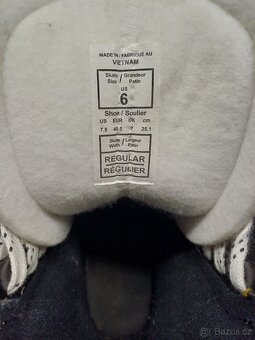 MADE IN / FABRIQUÉ AU
VIETNAM
Skate / Grandeur
Size / Patin
US
6
Shoe / Soulier
US EUR UK cm
7.5 40.5 7 25.1
Skate / Largeur
Width / Patin
REGULAR
RÉGULIER
Bazos.cz